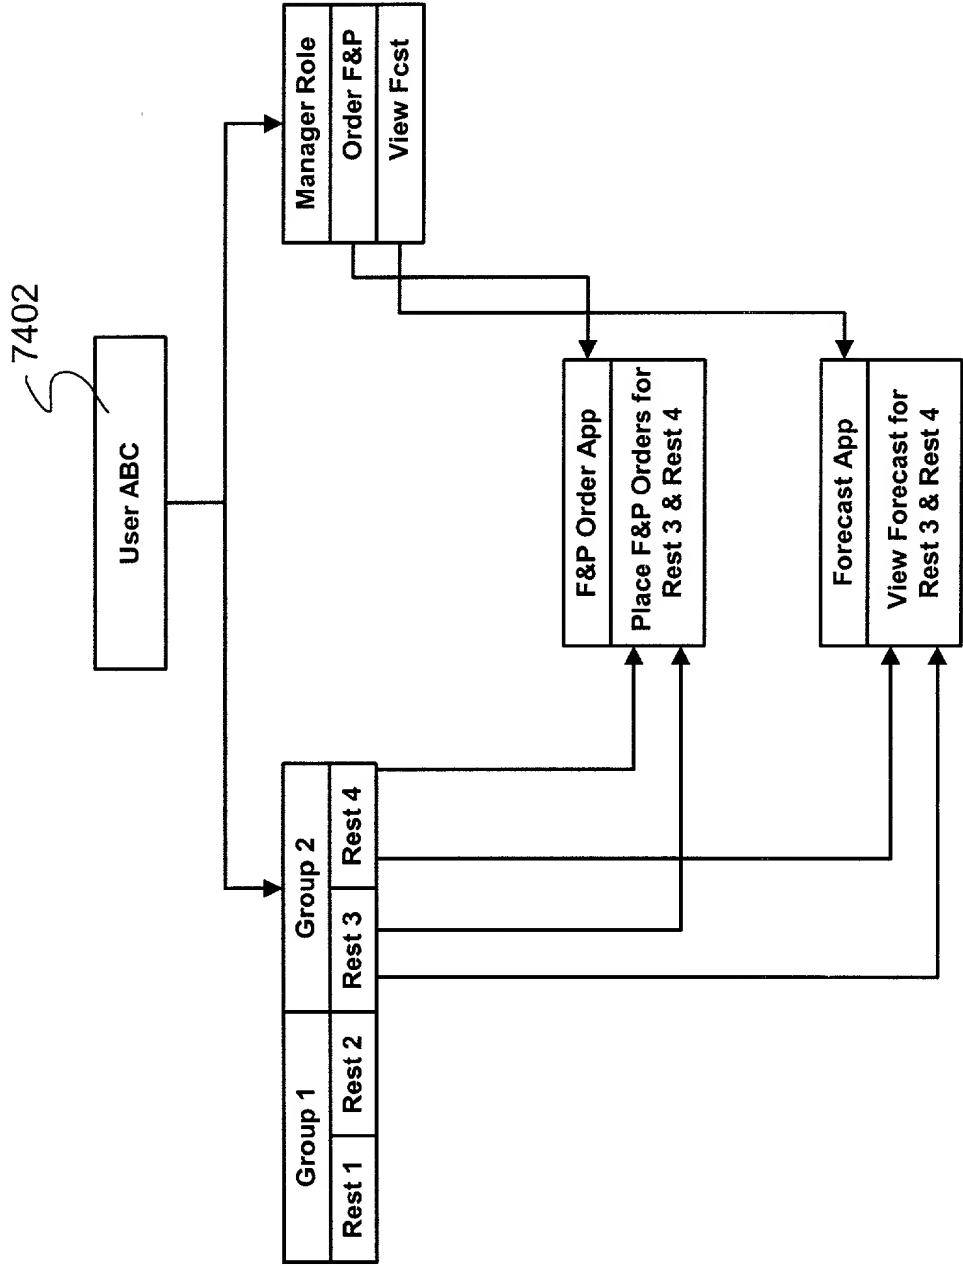 7402
User ABC
Group 1
Group 2
Rest 1
Rest 2
Rest 3
Rest 4
Manager Role
Order F&P
View Fcst
F&P Order App
Place F&P Orders for
Rest 3 & Rest 4
Forecast App
View Forecast for
Rest 3 & Rest 4